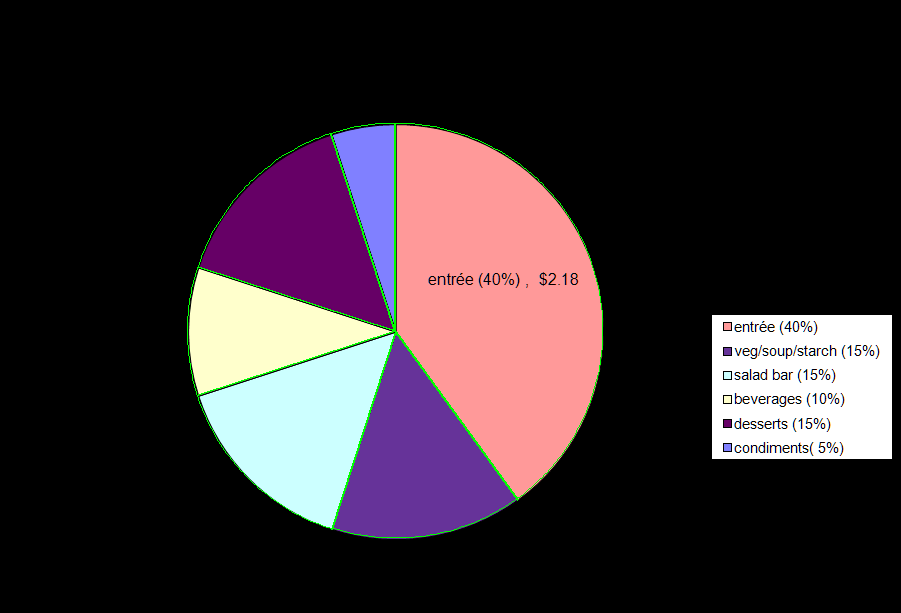 entrée (40%) ,  $2.18
entrée (40%)
veg/soup/starch (15%)
salad bar (15%)
beverages (10%)
desserts (15%)
condiments( 5%)